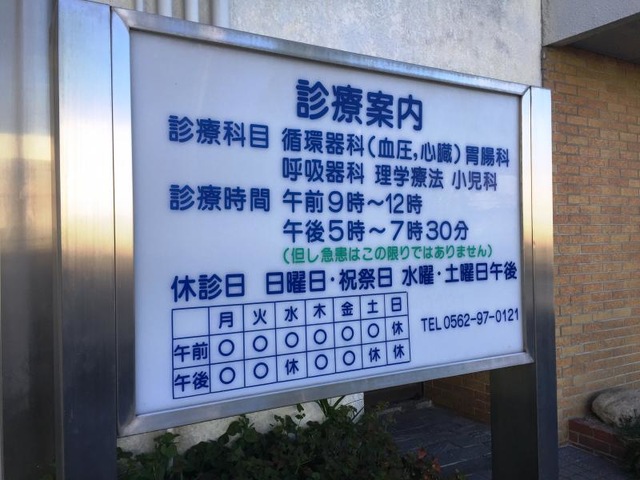 診療案内
診療科目 循環器科(血圧,心臓) 胃腸科
呼吸器科 理学療法 小児科
診療時間 午前9時～12時
午後5時～7時30分
(但し急患はこの限りではありません)
休診日 日曜日・祝祭日 水曜・土曜日午後
月 火 水 木 金 土 日
午前 ○ ○ ○ ○ ○ ○ 休
午後 ○ ○ 休 ○ ○ 休 休
TEL 0562-97-0121